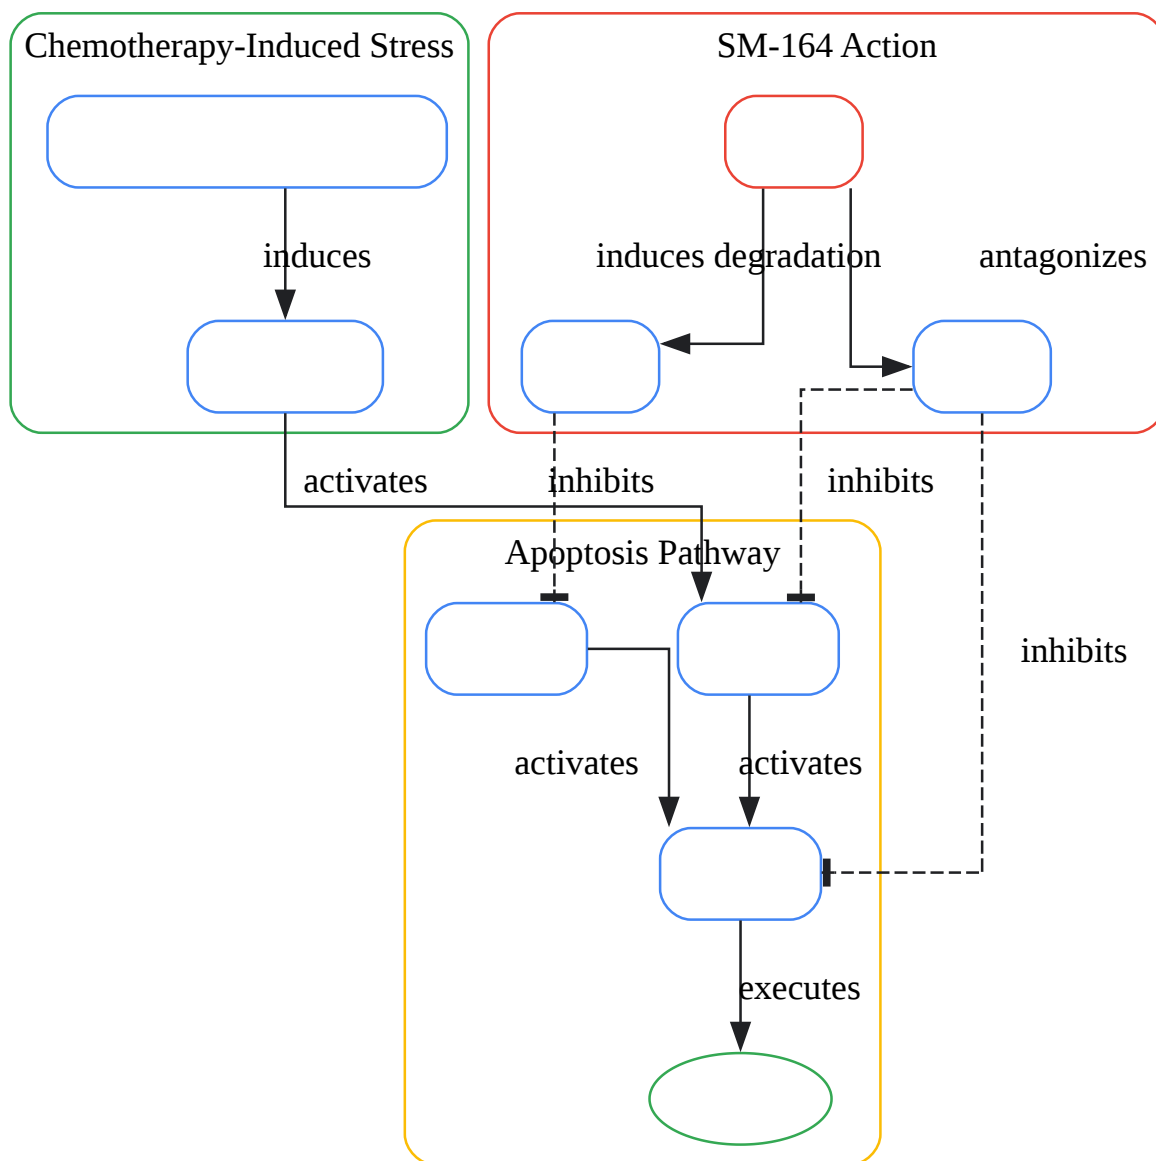 Chemotherapy-Induced Stress
SM-164 Action
induces
induces degradation
antagonizes
activates
inhibits
inhibits
Apoptosis Pathway
inhibits
activates
activates
executes